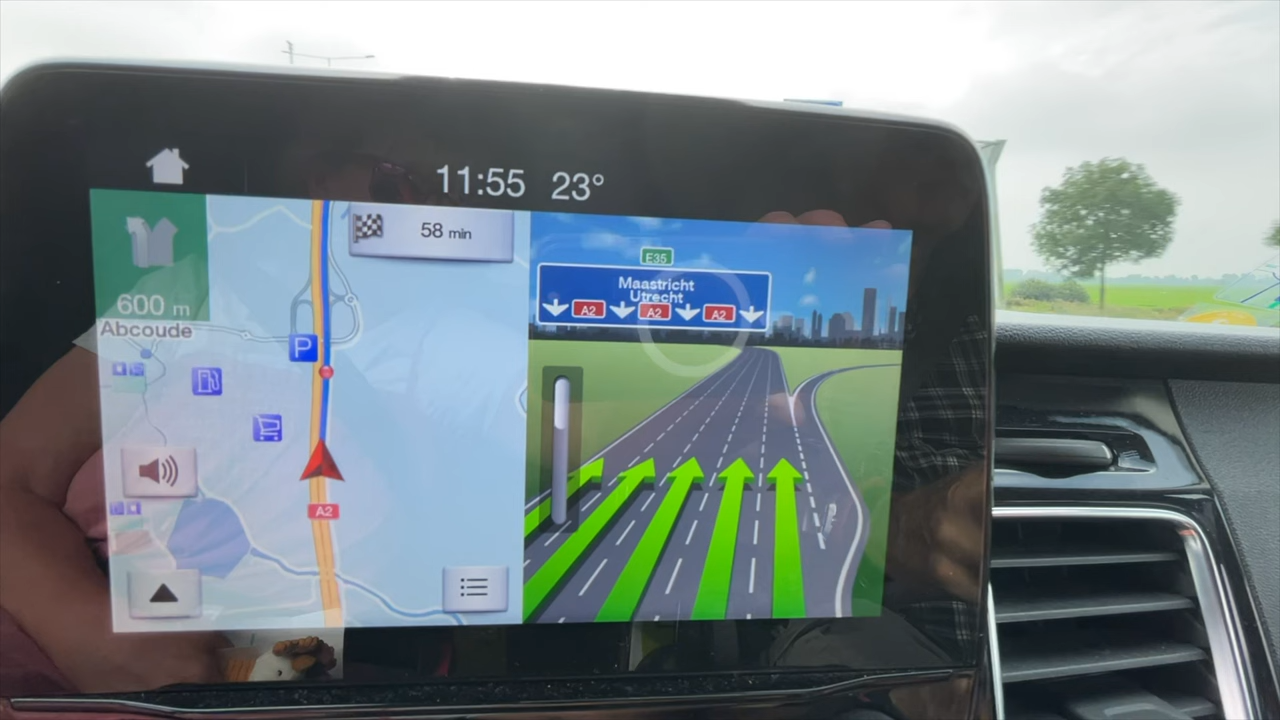 11:55 23°
58 min
600 m
Abcoude
P
A2
E35
Maastricht
Utrecht
A2 A2 A2